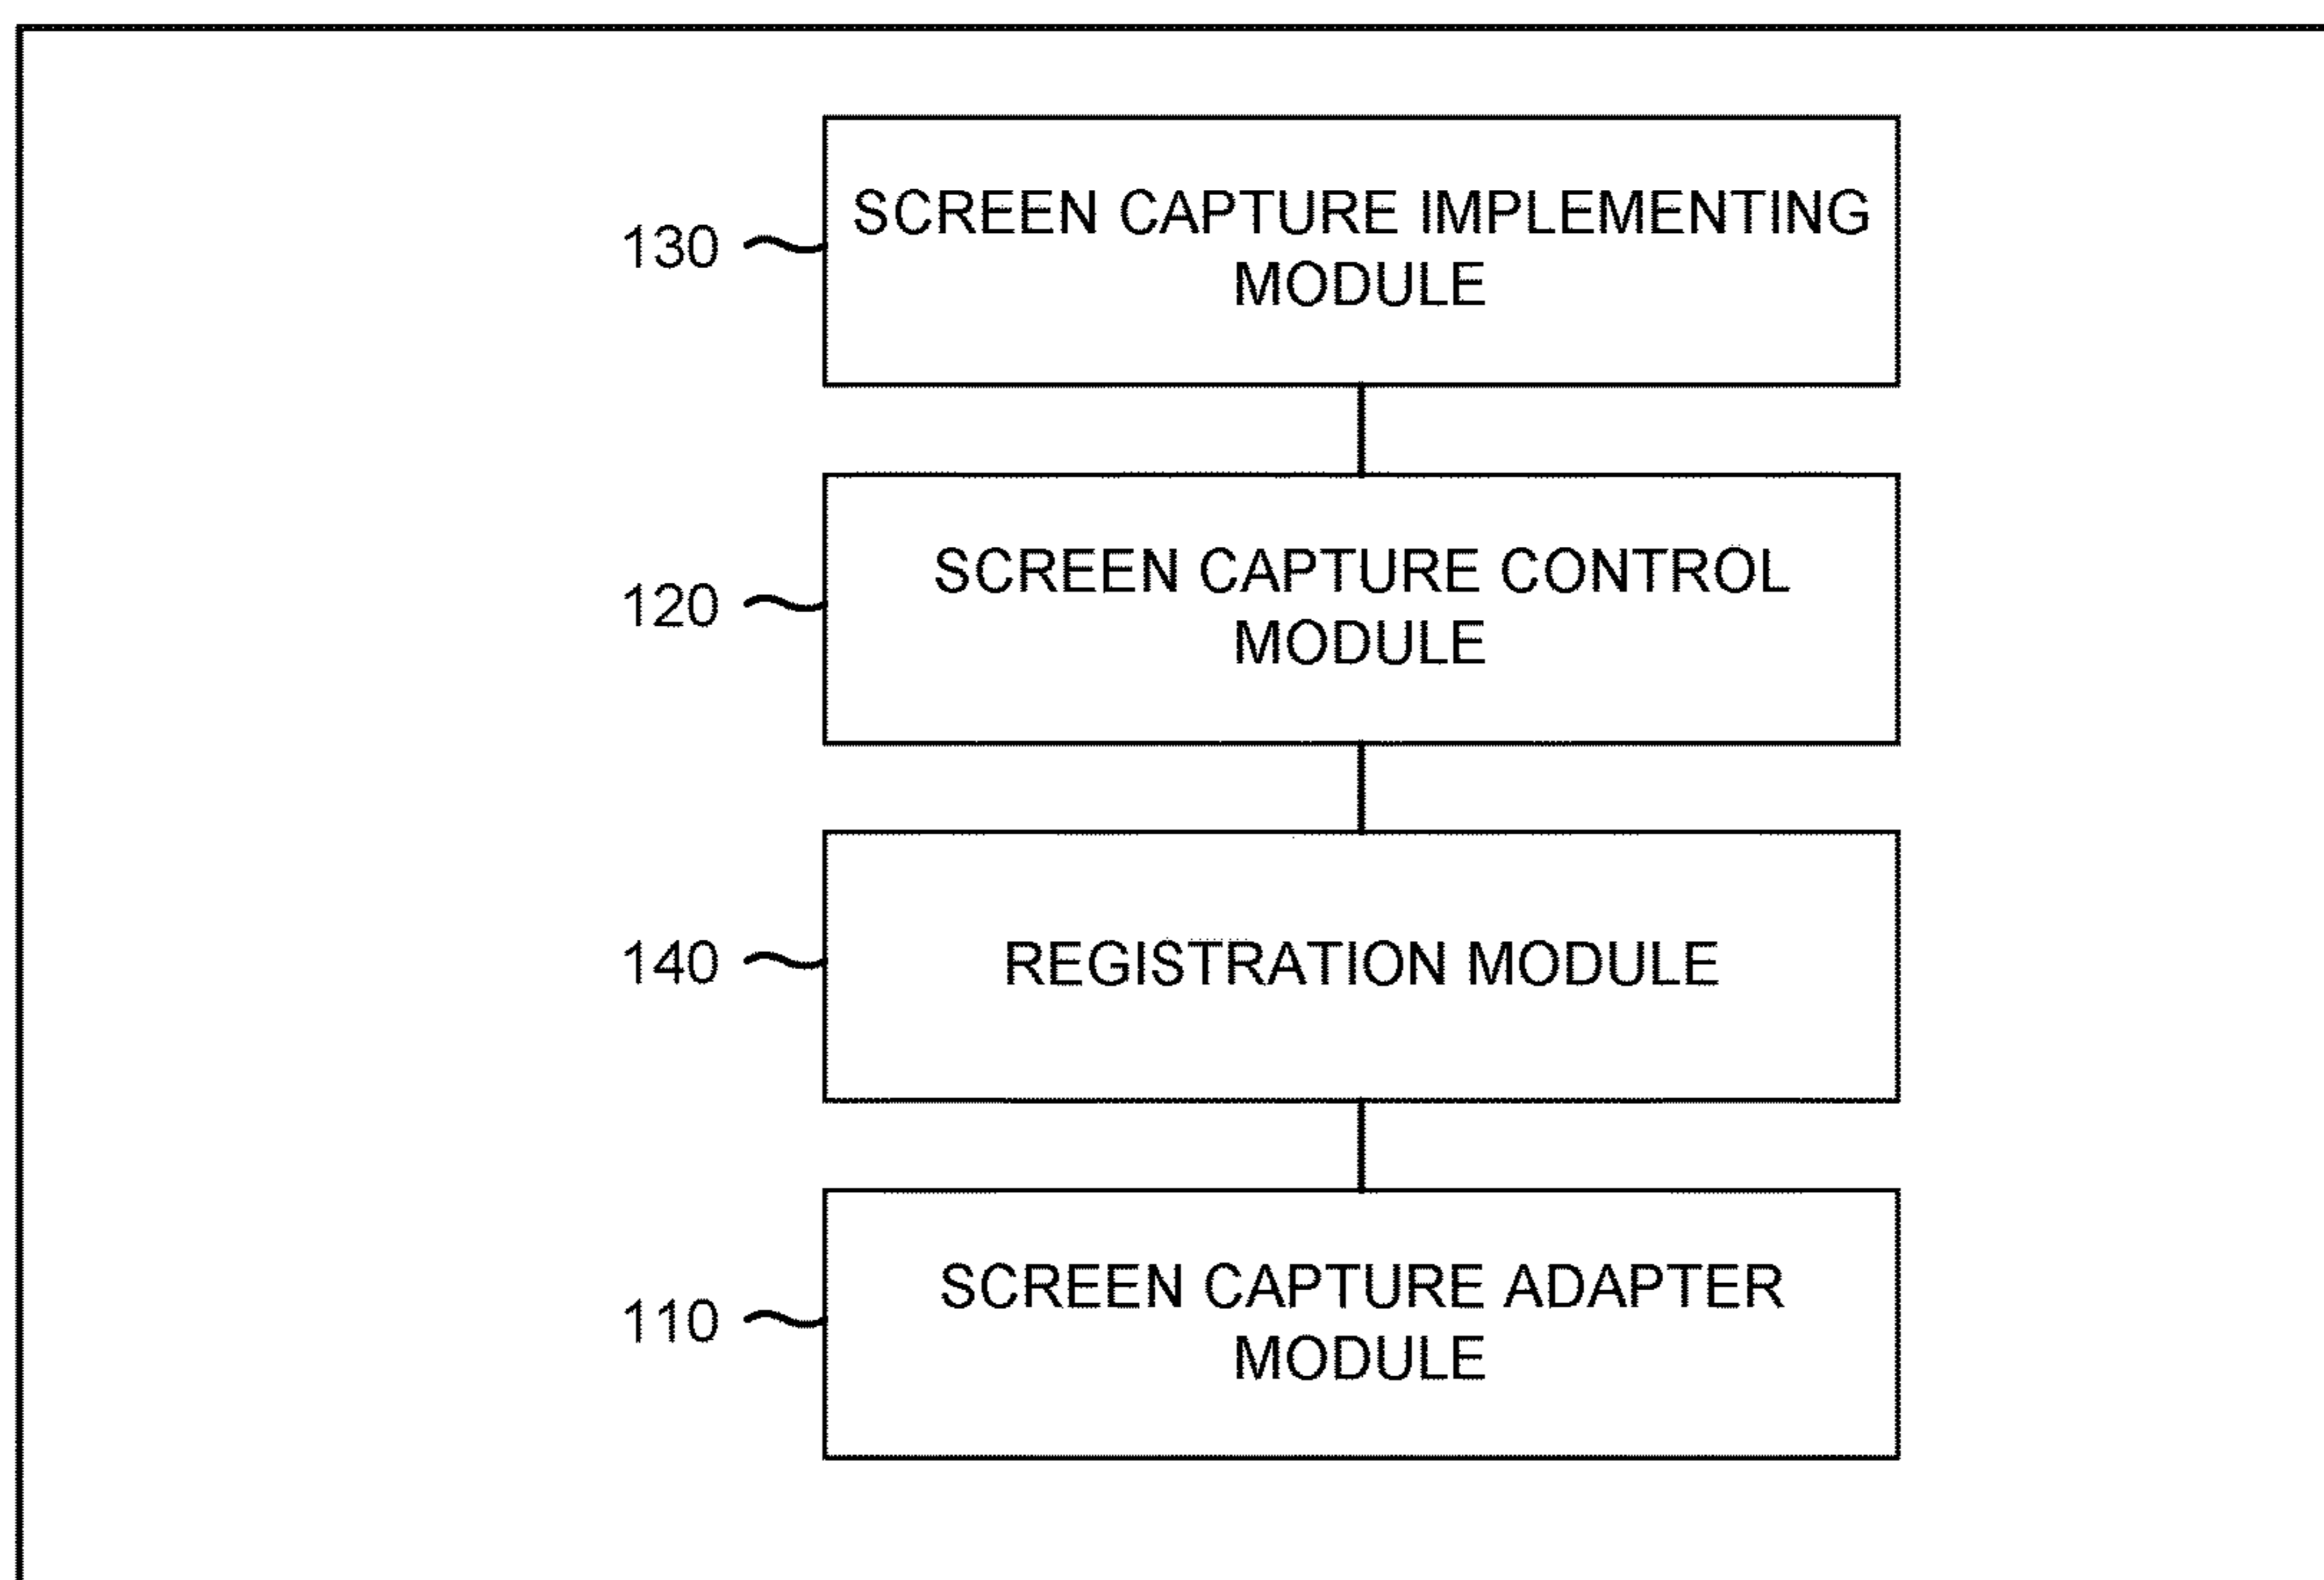 130
SCREEN CAPTURE IMPLEMENTING
MODULE
120
SCREEN CAPTURE CONTROL
MODULE
140
REGISTRATION MODULE
110
SCREEN CAPTURE ADAPTER
MODULE